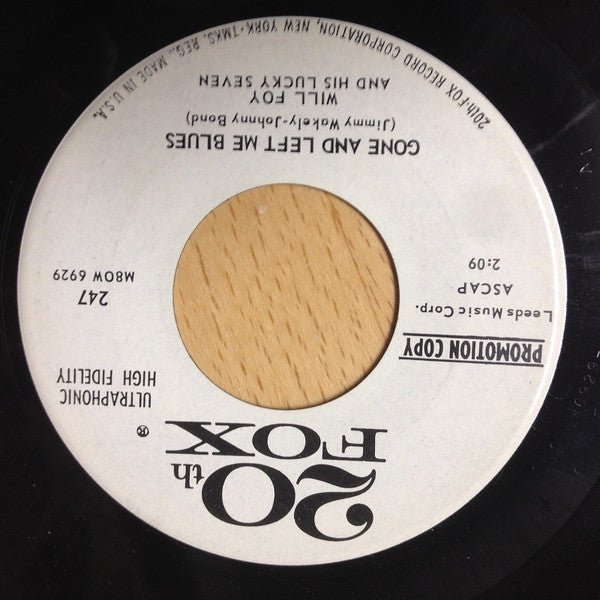 20th
FOX
®
ULTRAPHONIC
HIGH FIDELITY
PROMOTION COPY
Leeds Music Corp.
ASCAP
2:09
247
M8OW 6929
GONE AND LEFT ME BLUES
(Jimmy Wakely-Johnny Bond)
WILL FOY
AND HIS LUCKY SEVEN
20th-FOX RECORD CORPORATION, NEW YORK-TMKS. REG., MADE IN U.S.A.